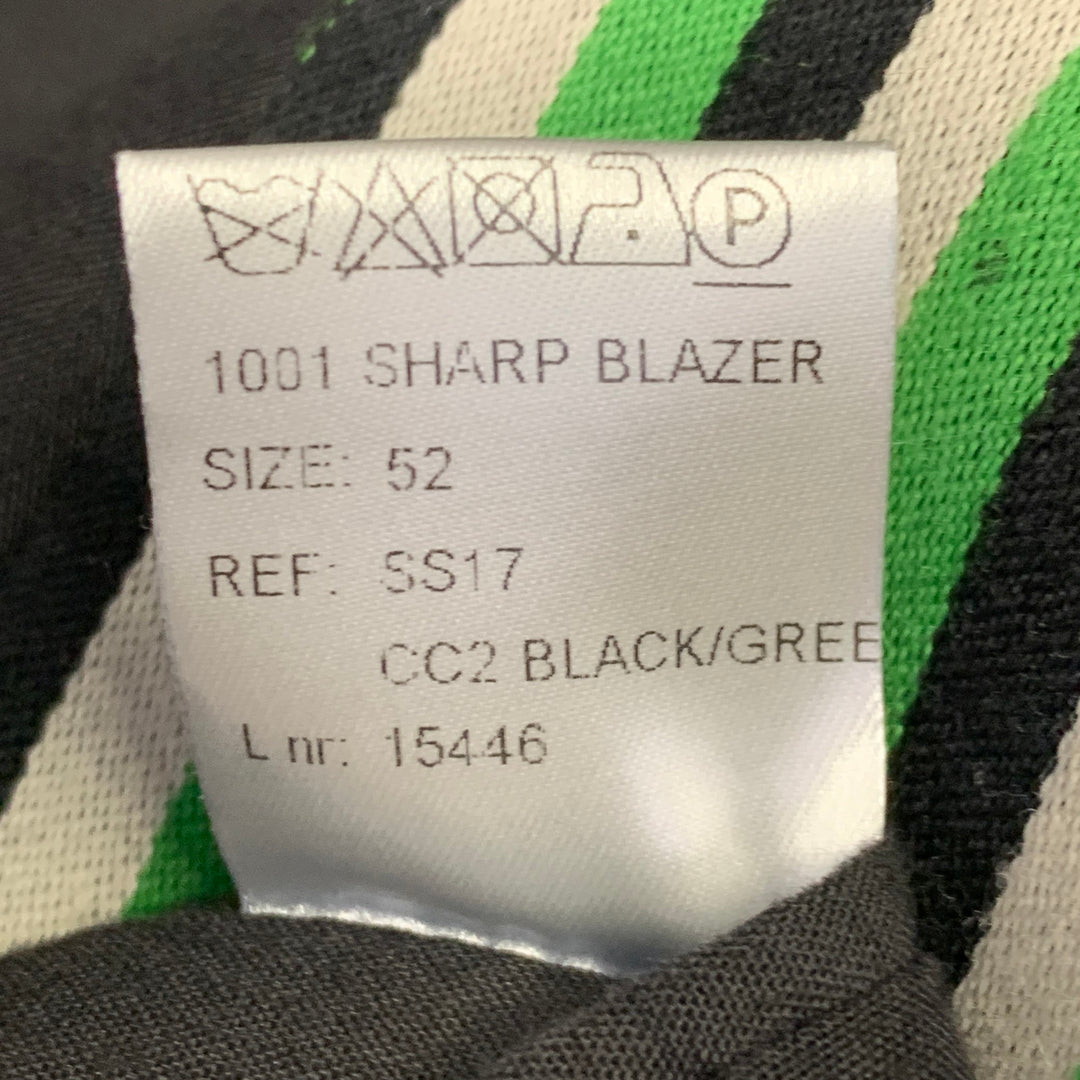 P
1001 SHARP BLAZER
SIZE: 52
REF: SS17
CC2 BLACK/GREE
L nr: 15446